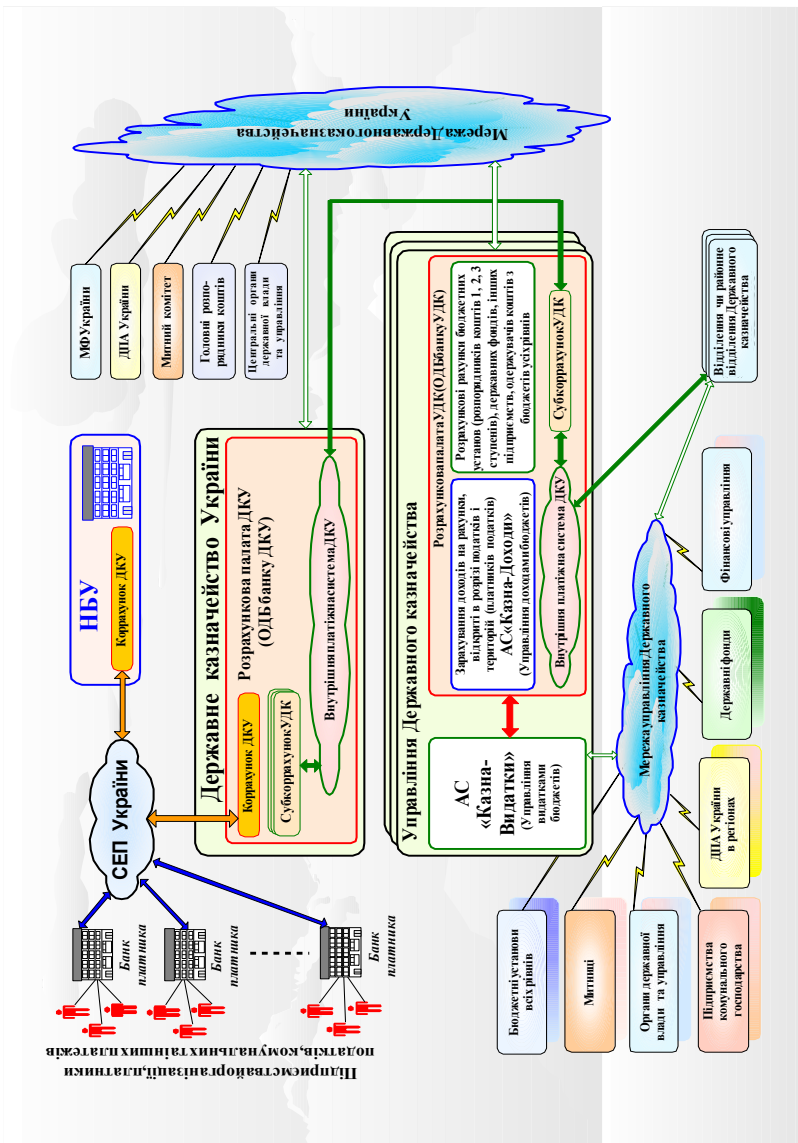 Підприємства й організації, платники
податків, комунальних та інших платежів
Банк
платника
Банк
платника
Банк
платника
СЕП України
НБУ
Коррахунок ДКУ
МФ України
ДПА України
Митний комітет
Головні розпо-
рядники коштів
Центральні органи
державної влади
та управління
Мережа Державного казначейства
України
Державне казначейство України
Розрахункова палата ДКУ
(ОДБ банку ДКУ)
Коррахунок ДКУ
Субкоррахунок УДК
Внутрішня платіжна система ДКУ
Управління Державного казначейства
АС
«Казна-
Видатки»
(Управління
видатками
бюджетів)
Розрахункова палата УДК (ОДБ банку УДК)
Зарахування доходів на рахунки,
відкриті в розрізі податків і
територій (платників податків)
АС «Казна-Доходи»
(Управління доходами бюджетів)
Розрахункові рахунки бюджетних
установ (розпорядників коштів 1, 2, 3
ступенів), державних фондів, інших
підприємств, одержувачів коштів з
бюджетів усіх рівнів
Внутрішня платіжна система ДКУ
Субкоррахунок УДК
Бюджетні установи
всіх рівнів
Митниці
Органи державної
влади та управління
Підприємства
комунального
господарства
ДПА України
в регіонах
Державні фонди
Фінансові управління
Мережа управління Державного
казначейства
Відділення чи районне
відділення Державного
казначейства